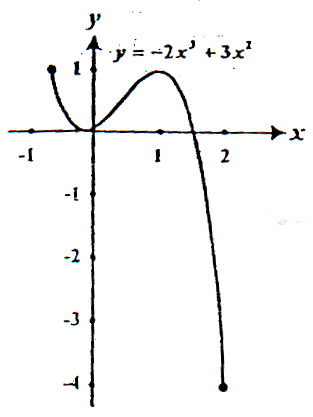 y
1 y = -2x³ + 3x²
-1 1 2 x
-1
-2
-3
-4